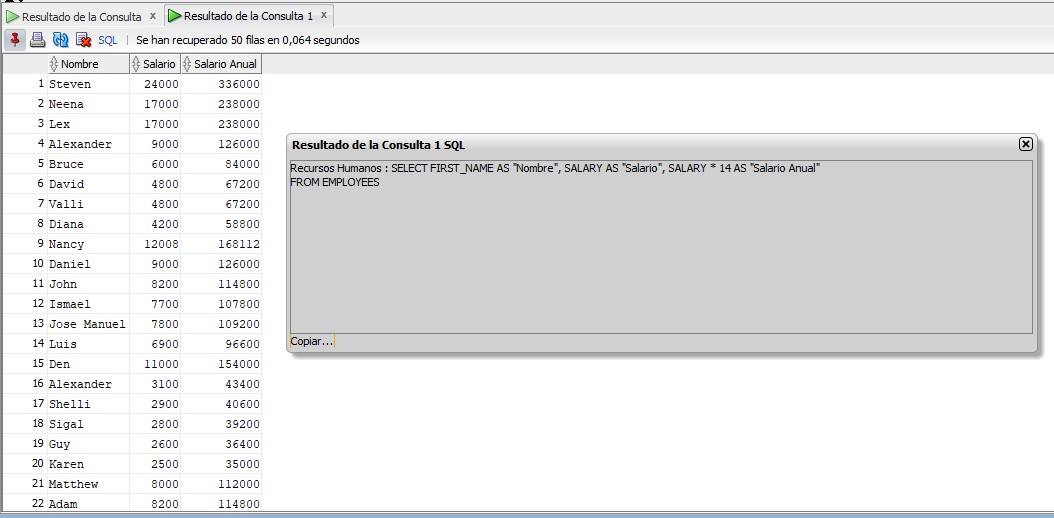 Resultado de la Consulta x Resultado de la Consulta 1 x
SQL | Se han recuperado 50 filas en 0,064 segundos
Nombre Salario Salario Anual
1 Steven 24000 336000
2 Neena 17000 238000
3 Lex 17000 238000
4 Alexander 9000 126000
5 Bruce 6000 84000
6 David 4800 67200
7 Valli 4800 67200
8 Diana 4200 58800
9 Nancy 12008 168112
10 Daniel 9000 126000
11 John 8200 114800
12 Ismael 7700 107800
13 Jose Manuel 7800 109200
14 Luis 6900 96600
15 Den 11000 154000
16 Alexander 3100 43400
17 Shelli 2900 40600
18 Sigal 2800 39200
19 Guy 2600 36400
20 Karen 2500 35000
21 Matthew 8000 112000
22 Adam 8200 114800
Resultado de la Consulta 1 SQL
Recursos Humanos : SELECT FIRST_NAME AS "Nombre", SALARY AS "Salario", SALARY * 14 AS "Salario Anual"
FROM EMPLOYEES
Copiar...